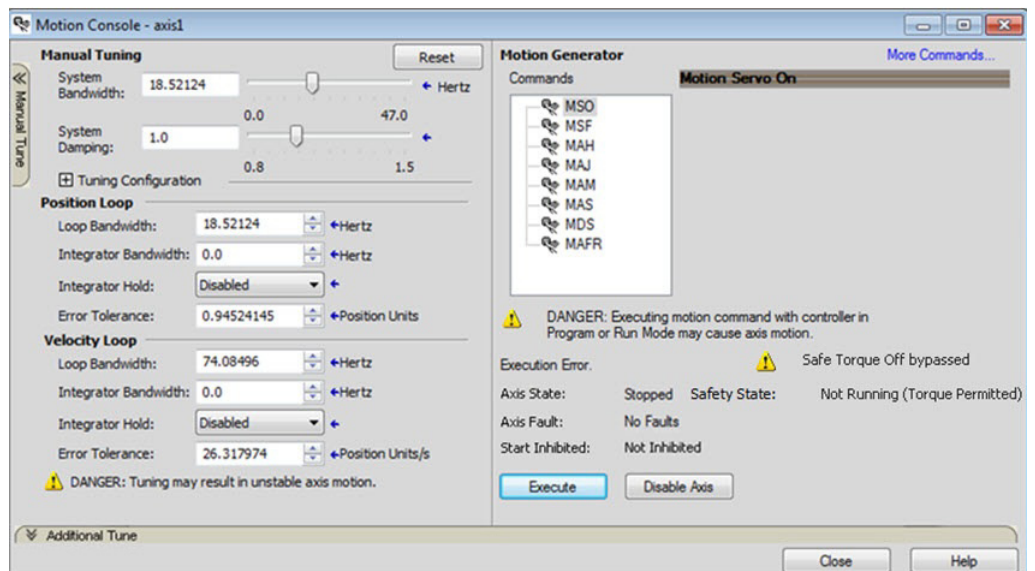 Motion Console - axis1
Manual Tuning
Reset
System Bandwidth: 18.52124
Hertz
0.0 47.0
System Damping: 1.0
0.8 1.5
Tuning Configuration
Position Loop
Loop Bandwidth: 18.52124 Hertz
Integrator Bandwidth: 0.0 Hertz
Integrator Hold: Disabled
Error Tolerance: 0.94524145 Position Units
Velocity Loop
Loop Bandwidth: 74.08496 Hertz
Integrator Bandwidth: 0.0 Hertz
Integrator Hold: Disabled
Error Tolerance: 26.317974 Position Units/s
DANGER: Tuning may result in unstable axis motion.
Manual Tune
Motion Generator
More Commands...
Commands
Motion Servo On
MSO
MSF
MAH
MAJ
MAM
MAS
MDS
MAFR
DANGER: Executing motion command with controller in
Program or Run Mode may cause axis motion.
Execution Error.
Safe Torque Off bypassed
Axis State: Stopped Safety State: Not Running (Torque Permitted)
Axis Fault: No Faults
Start Inhibited: Not Inhibited
Execute
Disable Axis
Additional Tune
Close
Help